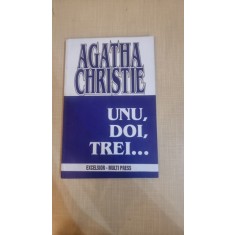 AGATHA
CHRISTIE
UNU,
DOI,
TREI...
EXCELSIOR - MULTI PRESS